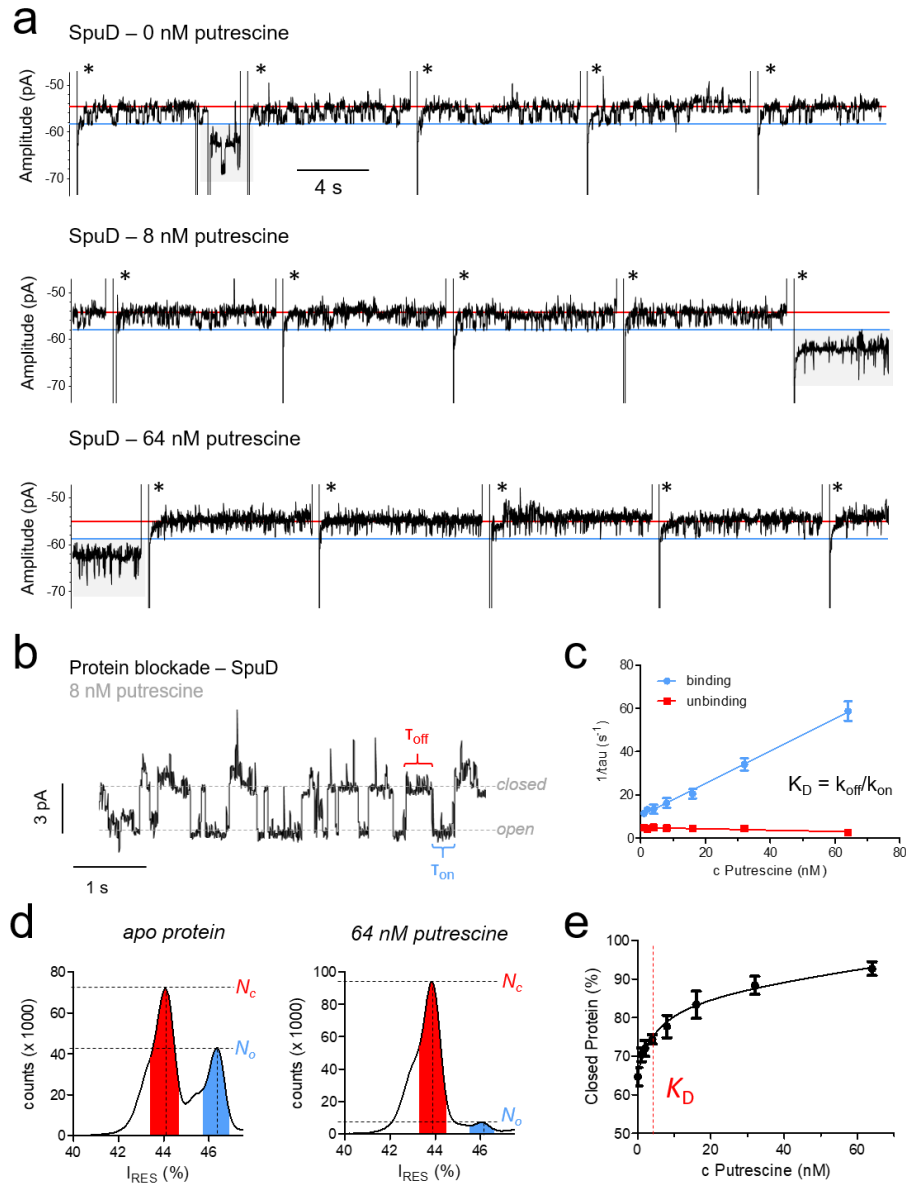 a
SpuD – 0 nM putrescine
* * * * *
Amplitude (pA)
-50
-60
-70
4 s
SpuD – 8 nM putrescine
* * * * *
Amplitude (pA)
-50
-60
-70
SpuD – 64 nM putrescine
* * * * *
Amplitude (pA)
-50
-60
-70
b
Protein blockade – SpuD
8 nM putrescine
τoff
closed
3 pA
open
τon
1 s
c
binding
unbinding
1/tau (s-1)
80
60
40
20
0
KD = koff/kon
0 20 40 60
c Putrescine (nM)
d
apo protein
counts (x 1000)
80
60
40
20
0
Nc
No
40 42 44 46
IRES (%)
64 nM putrescine
counts (x 1000)
100
80
60
40
20
0
Nc
No
40 42 44 46
IRES (%)
e
Closed Protein (%)
100
90
80
70
60
50
KD
0 20 40 60
c Putrescine (nM)